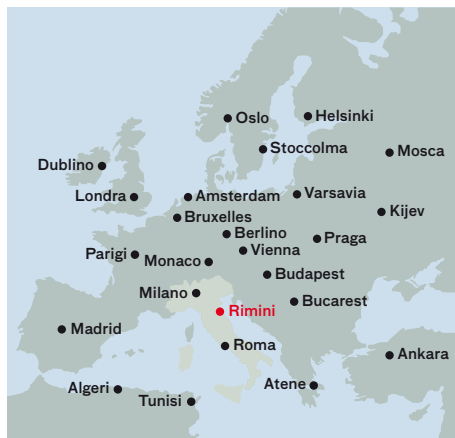 Oslo
Helsinki
Stoccolma
Mosca
Dublino
Londra
Amsterdam
Varsavia
Bruxelles
Kijev
Berlino
Praga
Parigi
Vienna
Monaco
Budapest
Milano
Bucarest
Rimini
Madrid
Roma
Ankara
Algeri
Atene
Tunisi